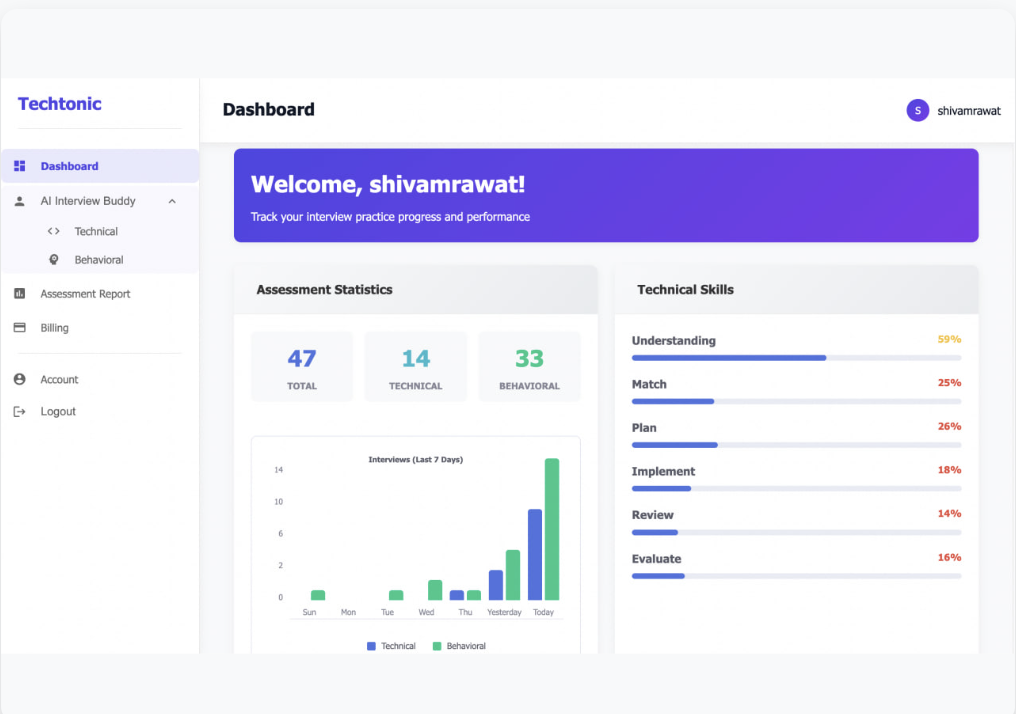 Techtonic
Dashboard
AI Interview Buddy
Technical
Behavioral
Assessment Report
Billing
Account
Logout
Dashboard
S
shivamrawat
Welcome, shivamrawat!
Track your interview practice progress and performance
Assessment Statistics
47
TOTAL
14
TECHNICAL
33
BEHAVIORAL
Interviews (Last 7 Days)
14
10
6
2
0
Sun Mon Tue Wed Thu Yesterday Today
Technical Behavioral
Technical Skills
Understanding 59%
Match 25%
Plan 26%
Implement 18%
Review 14%
Evaluate 16%